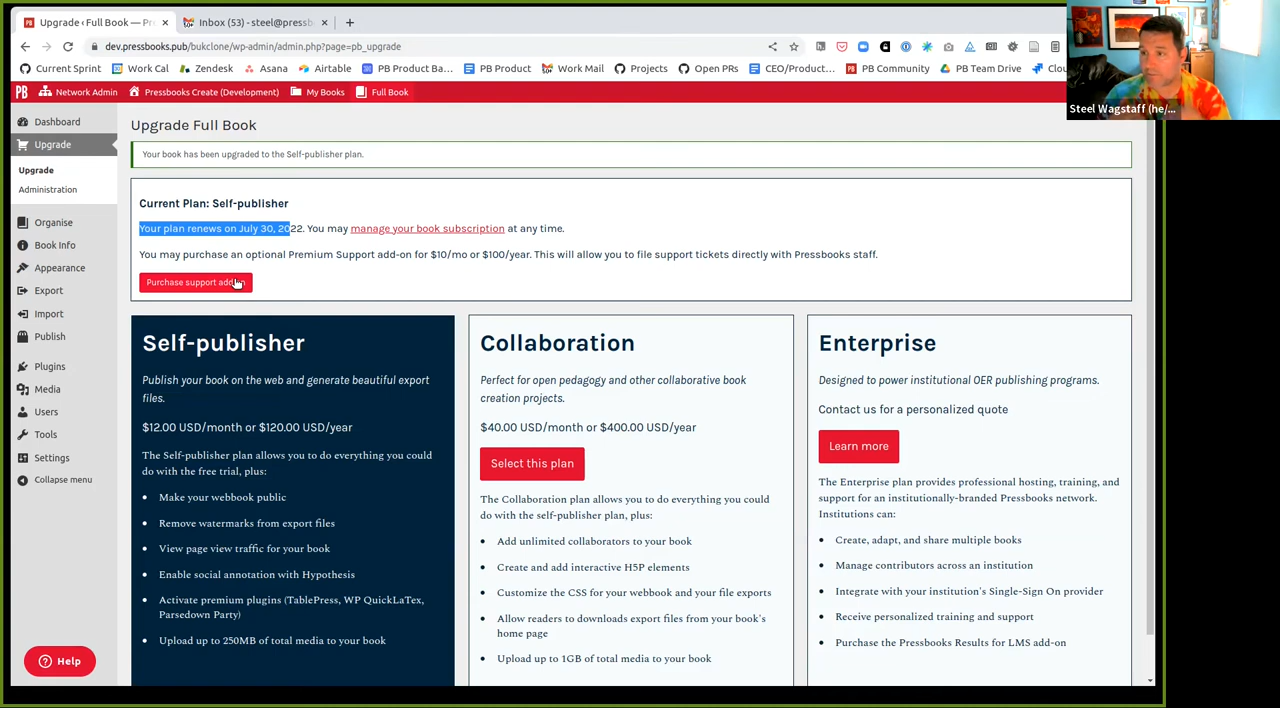 Upgrade ‹ Full Book — Pr
Inbox (53) - steel@pressb
dev.pressbooks.pub/bukclone/wp-admin/admin.php?page=pb_upgrade
Current Sprint
Work Cal
Zendesk
Asana
Airtable
PB Product Ba...
PB Product
Work Mail
Projects
Open PRs
CEO/Product...
PB Community
PB Team Drive
Clo
Steel Wagstaff (he/...
PB
Network Admin
Pressbooks Create (Development)
My Books
Full Book
Dashboard
Upgrade
Upgrade
Administration
Organise
Book Info
Appearance
Export
Import
Publish
Plugins
Media
Users
Tools
Settings
Collapse menu
Help
Upgrade Full Book
Your book has been upgraded to the Self-publisher plan.
Current Plan: Self-publisher
Your plan renews on July 30, 2022. You may manage your book subscription at any time.
You may purchase an optional Premium Support add-on for $10/mo or $100/year. This will allow you to file support tickets directly with Pressbooks staff.
Purchase support add-on
Self-publisher
Publish your book on the web and generate beautiful export
files.
$12.00 USD/month or $120.00 USD/year
The Self-publisher plan allows you to do everything you could
do with the free trial, plus:
• Make your webbook public
• Remove watermarks from export files
• View page view traffic for your book
• Enable social annotation with Hypothesis
• Activate premium plugins (TablePress, WP QuickLaTex,
Parsedown Party)
• Upload up to 250MB of total media to your book
Collaboration
Perfect for open pedagogy and other collaborative book
creation projects.
$40.00 USD/month or $400.00 USD/year
Select this plan
The Collaboration plan allows you to do everything you could
do with the self-publisher plan, plus:
• Add unlimited collaborators to your book
• Create and add interactive H5P elements
• Customize the CSS for your webbook and your file exports
• Allow readers to downloads export files from your book's
home page
• Upload up to 1GB of total media to your book
Enterprise
Designed to power institutional OER publishing programs.
Contact us for a personalized quote
Learn more
The Enterprise plan provides professional hosting, training, and
support for an institutionally-branded Pressbooks network.
Institutions can:
• Create, adapt, and share multiple books
• Manage contributors across an institution
• Integrate with your institution's Single-Sign On provider
• Receive personalized training and support
• Purchase the Pressbooks Results for LMS add-on